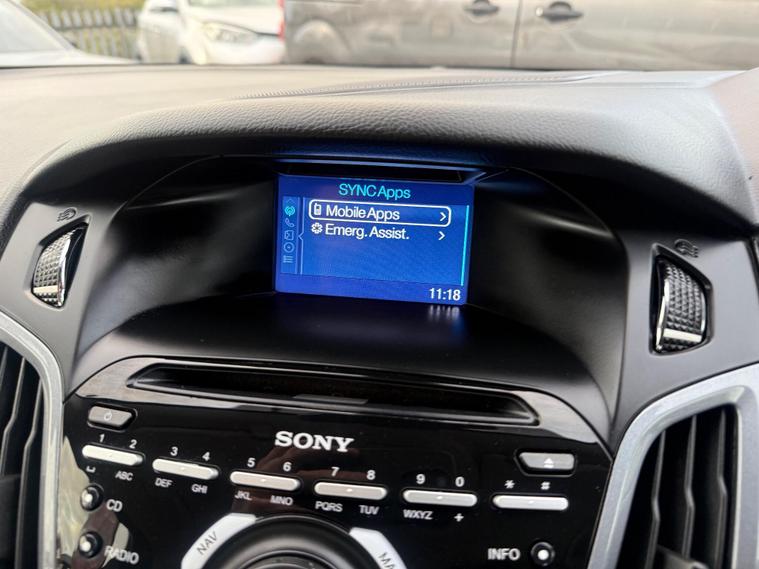 SYNC Apps
Mobile Apps
Emerg. Assist.
11:18
SONY
1 2
ABC
3 4
DEF GHI
5 6
JKL MNO
7 8
PQRS TUV
9 0
WXYZ +
* #
CD
RADIO
NAV
MA
INFO